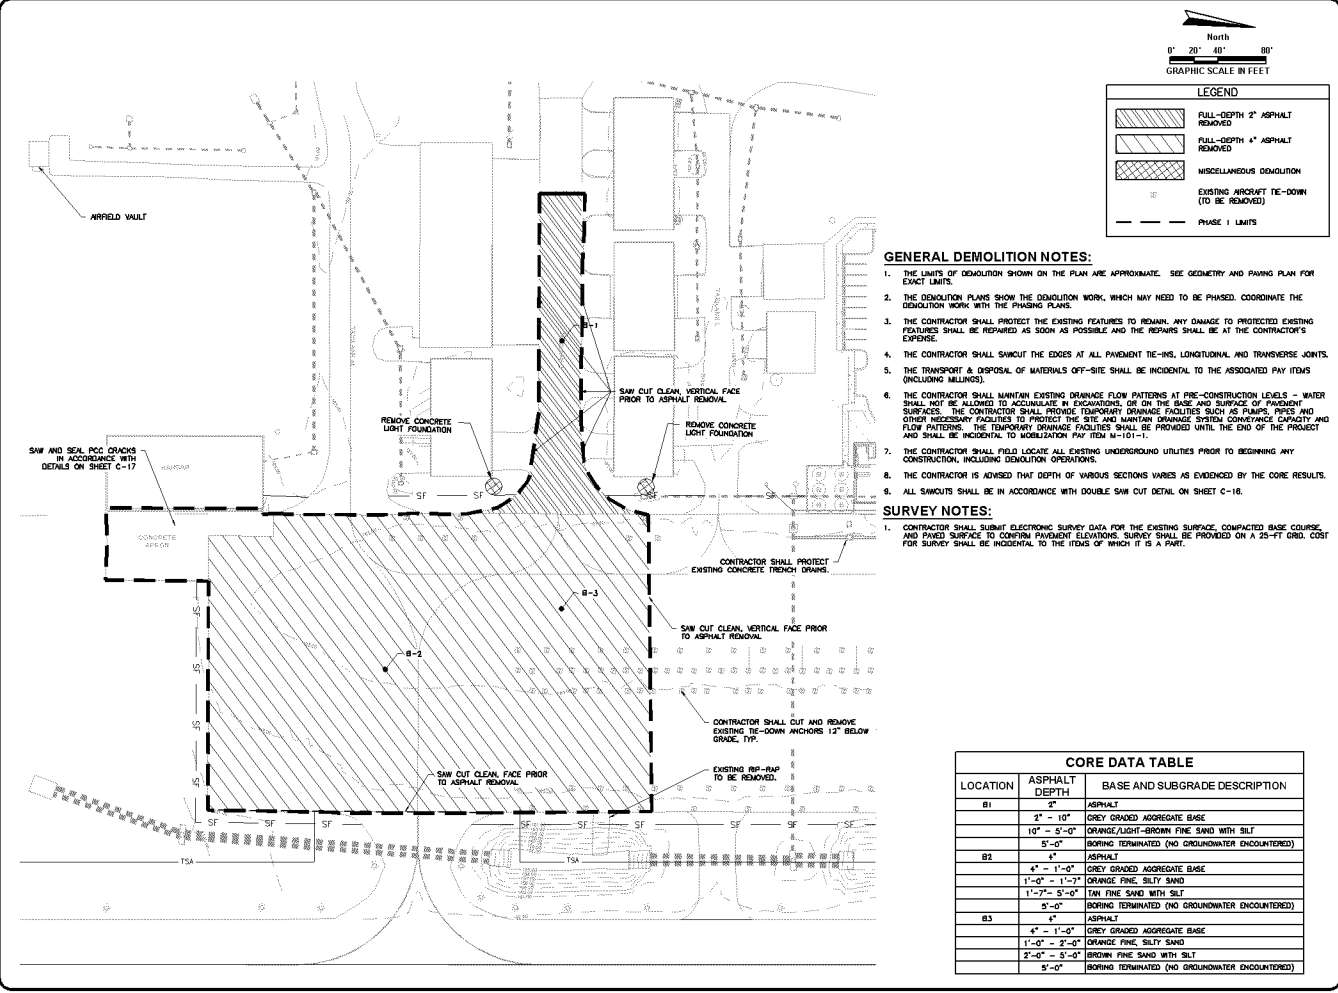 North
0' 20' 40' 80'
GRAPHIC SCALE IN FEET
LEGEND
FULL-DEPTH 2" ASPHALT
REMOVED
FULL-DEPTH 4" ASPHALT
REMOVED
MISCELLANEOUS DEMOLITION
EXISTING AIRCRAFT TIE-DOWN
(TO BE REMOVED)
PHASE 1 LIMITS
AIRFIELD VAULT
B-1
SAW CUT CLEAN, VERTICAL FACE
PRIOR TO ASPHALT REMOVAL
REMOVE CONCRETE
LIGHT FOUNDATION
REMOVE CONCRETE
LIGHT FOUNDATION
SAW AND SEAL PCC CRACKS
IN ACCORDANCE WITH
DETAILS ON SHEET C-17
HANGAR
SF SF SF SF
CONCRETE
APRON
CONTRACTOR SHALL PROTECT
EXISTING CONCRETE TRENCH DRAINS.
B-3
SF
SAW CUT CLEAN, VERTICAL FACE PRIOR
TO ASPHALT REMOVAL
B-2
SF
SF
CONTRACTOR SHALL CUT AND REMOVE
EXISTING TIE-DOWN ANCHORS 12" BELOW
GRADE, TYP.
SAW CUT CLEAN, FACE PRIOR
TO ASPHALT REMOVAL
EXISTING RIP-RAP
TO BE REMOVED.
SF SF SF SF SF SF SF SF SF
TSA TSA
GENERAL DEMOLITION NOTES:
1. THE LIMITS OF DEMOLITION SHOWN ON THE PLAN ARE APPROXIMATE. SEE GEOMETRY AND PAVING PLAN FOR
EXACT LIMITS.
2. THE DEMOLITION PLANS SHOW THE DEMOLITION WORK, WHICH MAY NEED TO BE PHASED. COORDINATE THE
DEMOLITION WORK WITH THE PHASING PLANS.
3. THE CONTRACTOR SHALL PROTECT THE EXISTING FEATURES TO REMAIN. ANY DAMAGE TO PROTECTED EXISTING
FEATURES SHALL BE REPAIRED AS SOON AS POSSIBLE AND THE REPAIRS SHALL BE AT THE CONTRACTOR'S
EXPENSE.
4. THE CONTRACTOR SHALL SAWCUT THE EDGES AT ALL PAVEMENT TIE-INS, LONGITUDINAL AND TRANSVERSE JOINTS.
5. THE TRANSPORT & DISPOSAL OF MATERIALS OFF-SITE SHALL BE INCIDENTAL TO THE ASSOCIATED PAY ITEMS
(INCLUDING MILLINGS).
6. THE CONTRACTOR SHALL MAINTAIN EXISTING DRAINAGE FLOW PATTERNS AT PRE-CONSTRUCTION LEVELS - WATER
SHALL NOT BE ALLOWED TO ACCUMULATE IN EXCAVATIONS, OR ON THE BASE AND SURFACE OF PAVEMENT
SURFACES. THE CONTRACTOR SHALL PROVIDE TEMPORARY DRAINAGE FACILITIES SUCH AS PUMPS, PIPES AND
OTHER NECESSARY FACILITIES TO PROTECT THE SITE AND MAINTAIN DRAINAGE SYSTEM CONVEYANCE CAPACITY AND
FLOW PATTERNS. THE TEMPORARY DRAINAGE FACILITIES SHALL BE PROVIDED UNTIL THE END OF THE PROJECT
AND SHALL BE INCIDENTAL TO MOBILIZATION PAY ITEM M-101-1.
7. THE CONTRACTOR SHALL FIELD LOCATE ALL EXISTING UNDERGROUND UTILITIES PRIOR TO BEGINNING ANY
CONSTRUCTION, INCLUDING DEMOLITION OPERATIONS.
8. THE CONTRACTOR IS ADVISED THAT DEPTH OF VARIOUS SECTIONS VARIES AS EVIDENCED BY THE CORE RESULTS.
9. ALL SAWCUTS SHALL BE IN ACCORDANCE WITH DOUBLE SAW CUT DETAIL ON SHEET C-16.
SURVEY NOTES:
1. CONTRACTOR SHALL SUBMIT ELECTRONIC SURVEY DATA FOR THE EXISTING SURFACE, COMPACTED BASE COURSE,
AND PAVED SURFACE TO CONFIRM PAVEMENT ELEVATIONS. SURVEY SHALL BE PROVIDED ON A 25-FT GRID. COST
FOR SURVEY SHALL BE INCIDENTAL TO THE ITEMS OF WHICH IT IS A PART.
CORE DATA TABLE
LOCATION ASPHALT DEPTH BASE AND SUBGRADE DESCRIPTION
B1 2" ASPHALT
2" - 10" GREY GRADED AGGREGATE BASE
10" - 5'-0" ORANGE/LIGHT-BROWN FINE SAND WITH SILT
5'-0" BORING TERMINATED (NO GROUNDWATER ENCOUNTERED)
B2 4" ASPHALT
4" - 1'-0" GREY GRADED AGGREGATE BASE
1'-0" - 1'-7" ORANGE FINE, SILTY SAND
1'-7"- 5'-0" TAN FINE SAND WITH SILT
5'-0" BORING TERMINATED (NO GROUNDWATER ENCOUNTERED)
B3 4" ASPHALT
4" - 1'-0" GREY GRADED AGGREGATE BASE
1'-0" - 2'-0" ORANGE FINE, SILTY SAND
2'-0" - 5'-0" BROWN FINE SAND WITH SILT
5'-0" BORING TERMINATED (NO GROUNDWATER ENCOUNTERED)